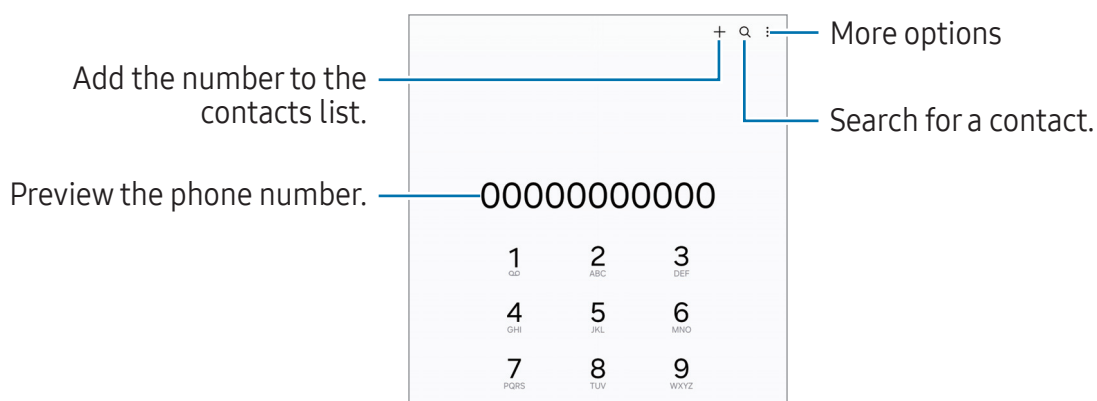 More options
Add the number to the
contacts list.
Search for a contact.
Preview the phone number.
00000000000
1 2 3
ABC DEF
4 5 6
GHI JKL MNO
7 8 9
PQRS TUV WXYZ